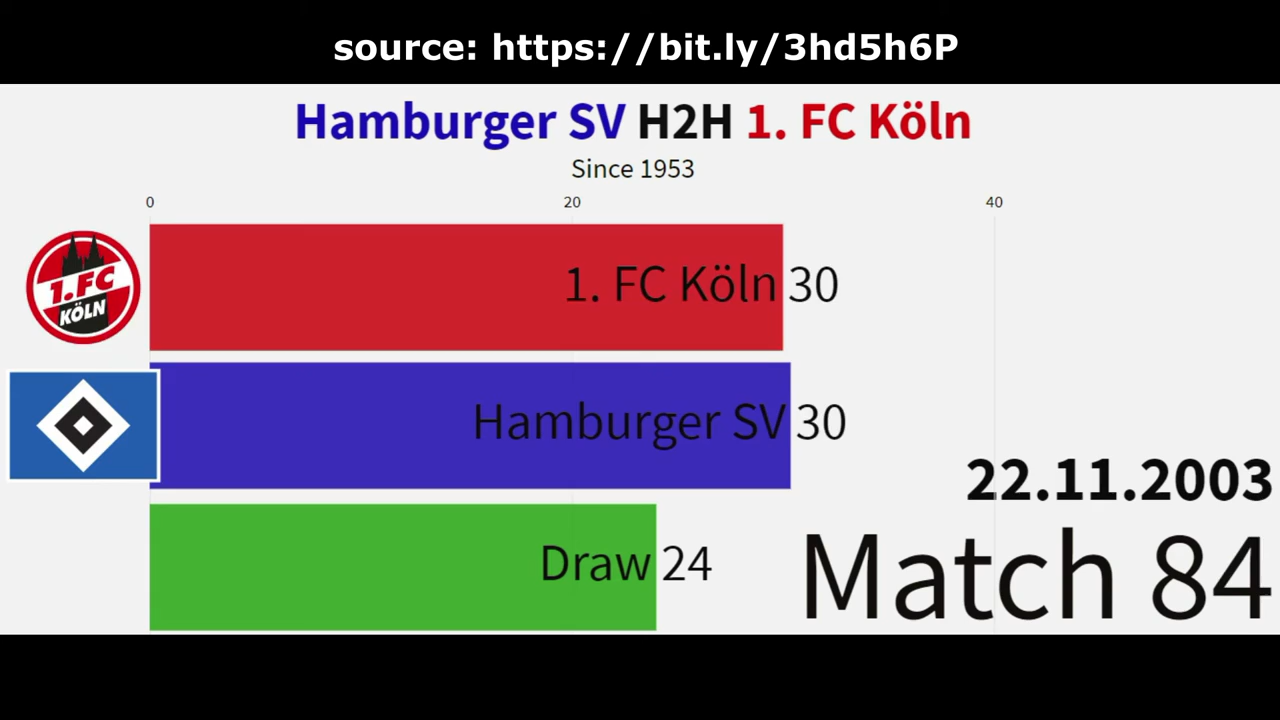 source: https://bit.ly/3hd5h6P
Hamburger SV H2H 1. FC Köln
Since 1953
0 20 40
1.FC
KÖLN
1. FC Köln 30
Hamburger SV 30
22.11.2003
Draw 24
Match 84